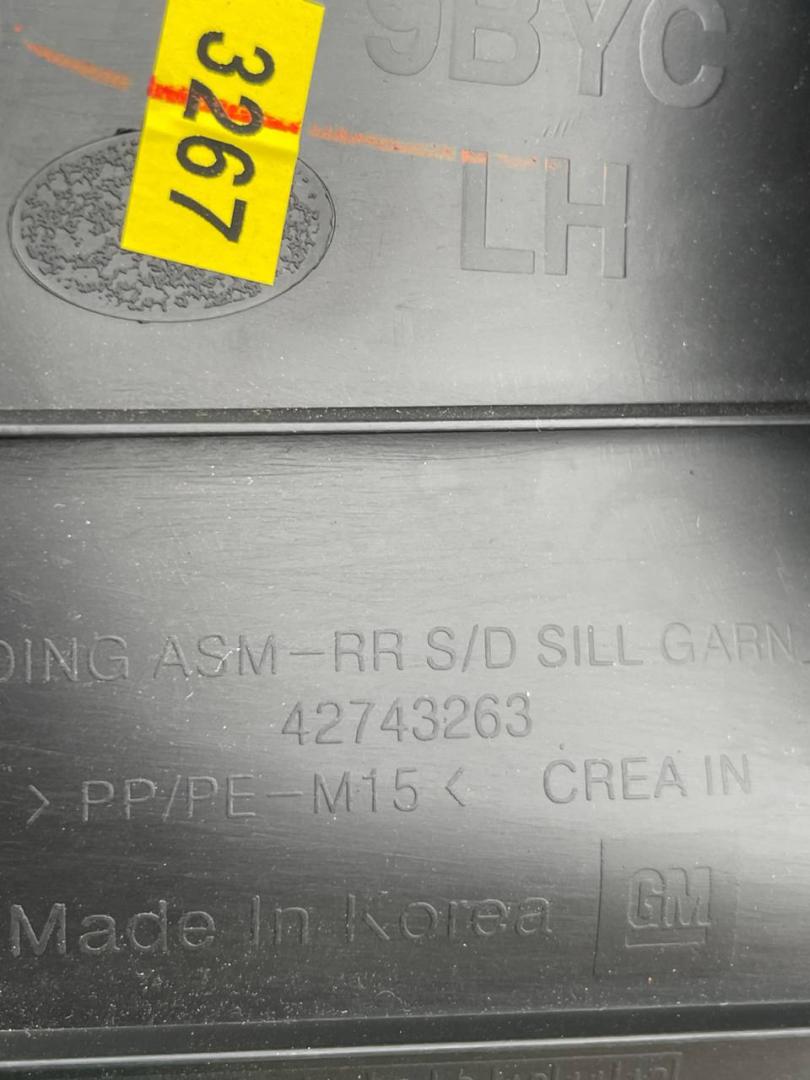 9BYC
3267
LH
DING ASM-RR S/D SILL GARN.
42743263
> PP/PE-M15 < CREA IN
Made In Korea GM